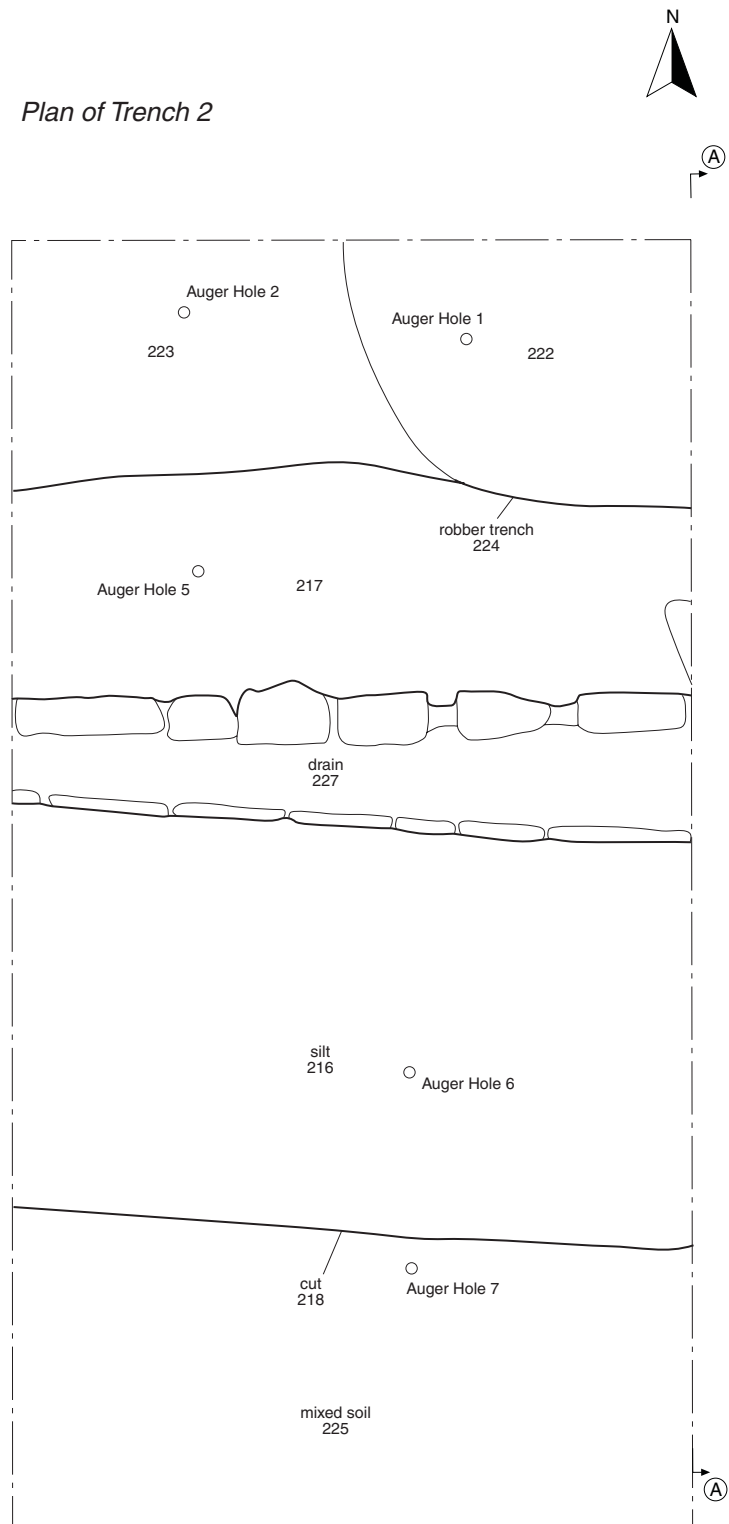 N
Plan of Trench 2
A
Auger Hole 2
Auger Hole 1
223
222
robber trench
224
Auger Hole 5
217
drain
227
silt
216
Auger Hole 6
cut
218
Auger Hole 7
mixed soil
225
A